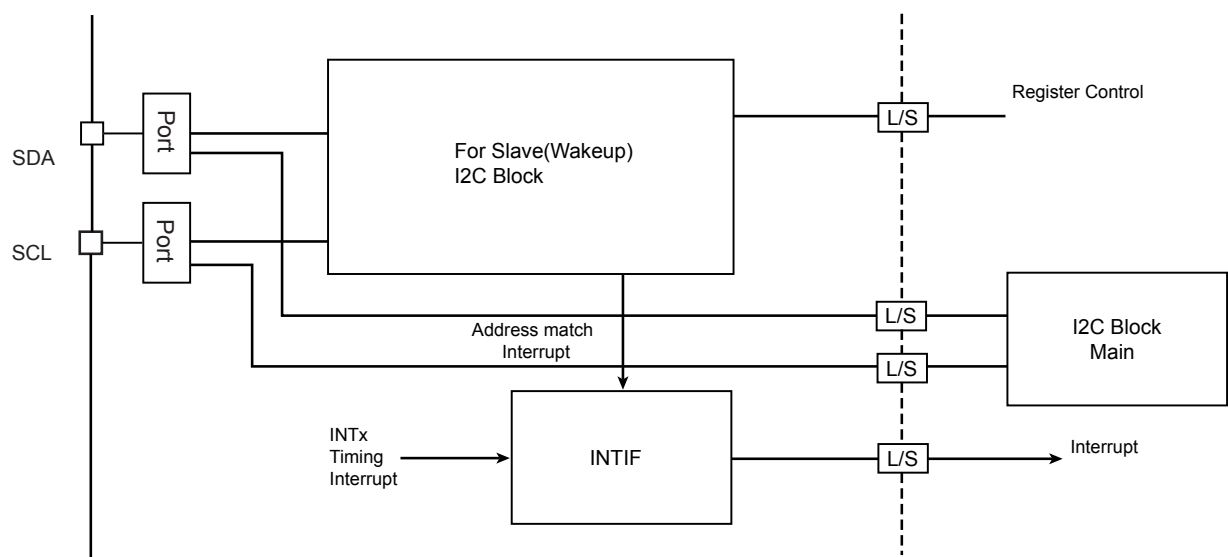 Register Control
L/S
Port
SDA
For Slave(Wakeup)
I2C Block
Port
SCL
L/S
I2C Block
Main
Address match
Interrupt
L/S
INTx
Timing
Interrupt
INTIF
L/S
Interrupt